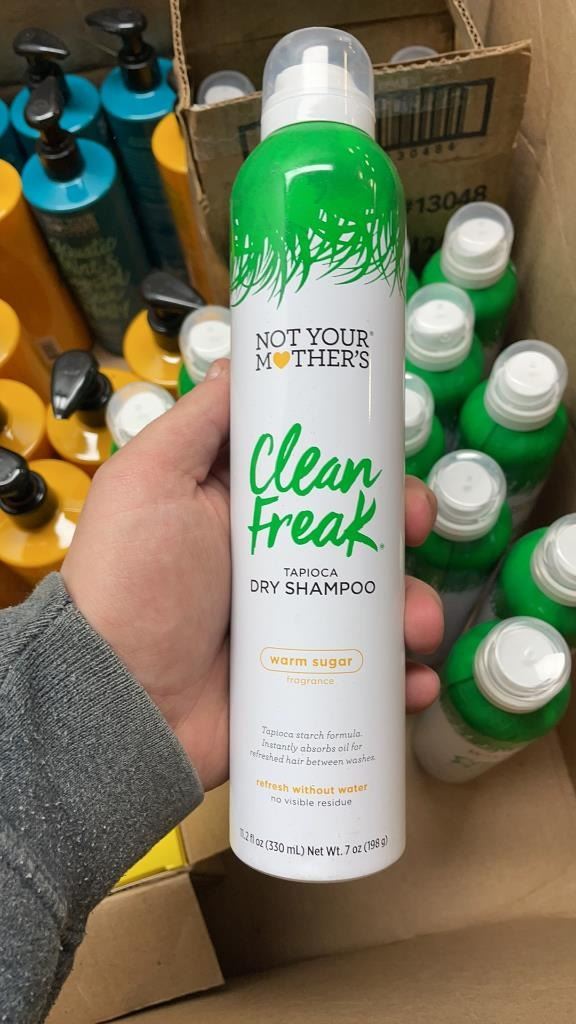 30486
#13048
NOT YOUR®
MOTHER'S
Clean
Freak®
TAPIOCA
DRY SHAMPOO
warm sugar
fragrance
Tapioca starch formula.
Instantly absorbs oil for
refreshed hair between washes.
refresh without water
no visible residue
11.2 fl oz (330 mL) Net Wt. 7 oz (198 g)